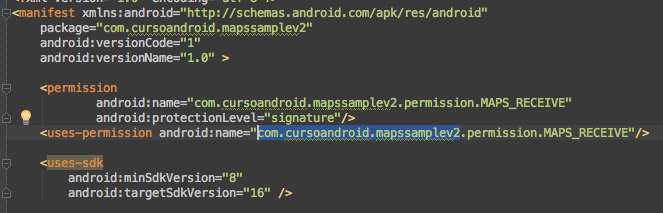 <manifest xmlns:android="http://schemas.android.com/apk/res/android"
package="com.cursoandroid.mapssamplev2"
android:versionCode="1"
android:versionName="1.0" >
<permission
android:name="com.cursoandroid.mapssamplev2.permission.MAPS_RECEIVE"
android:protectionLevel="signature"/>
<uses-permission android:name="com.cursoandroid.mapssamplev2.permission.MAPS_RECEIVE"/>
<uses-sdk
android:minSdkVersion="8"
android:targetSdkVersion="16" />